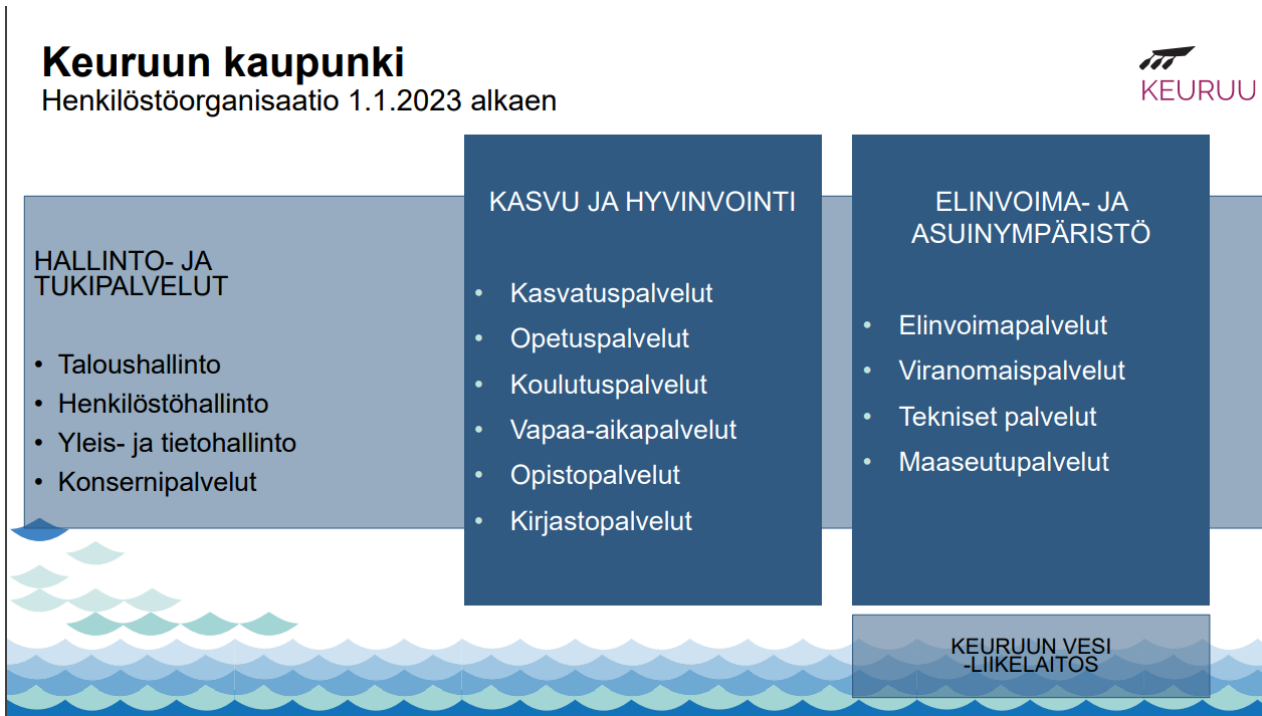 Keuruun kaupunki
Henkilöstöorganisaatio 1.1.2023 alkaen
KEURUU
HALLINTO- JA
TUKIPALVELUT
• Taloushallinto
• Henkilöstöhallinto
• Yleis- ja tietohallinto
• Konsernipalvelut
KASVU JA HYVINVOINTI
• Kasvatuspalvelut
• Opetuspalvelut
• Koulutuspalvelut
• Vapaa-aikapalvelut
• Opistopalvelut
• Kirjastopalvelut
ELINVOIMA- JA
ASUINYMPÄRISTÖ
• Elinvoimapalvelut
• Viranomaispalvelut
• Tekniset palvelut
• Maaseutupalvelut
KEURUUN VESI
-LIIKELAITOS